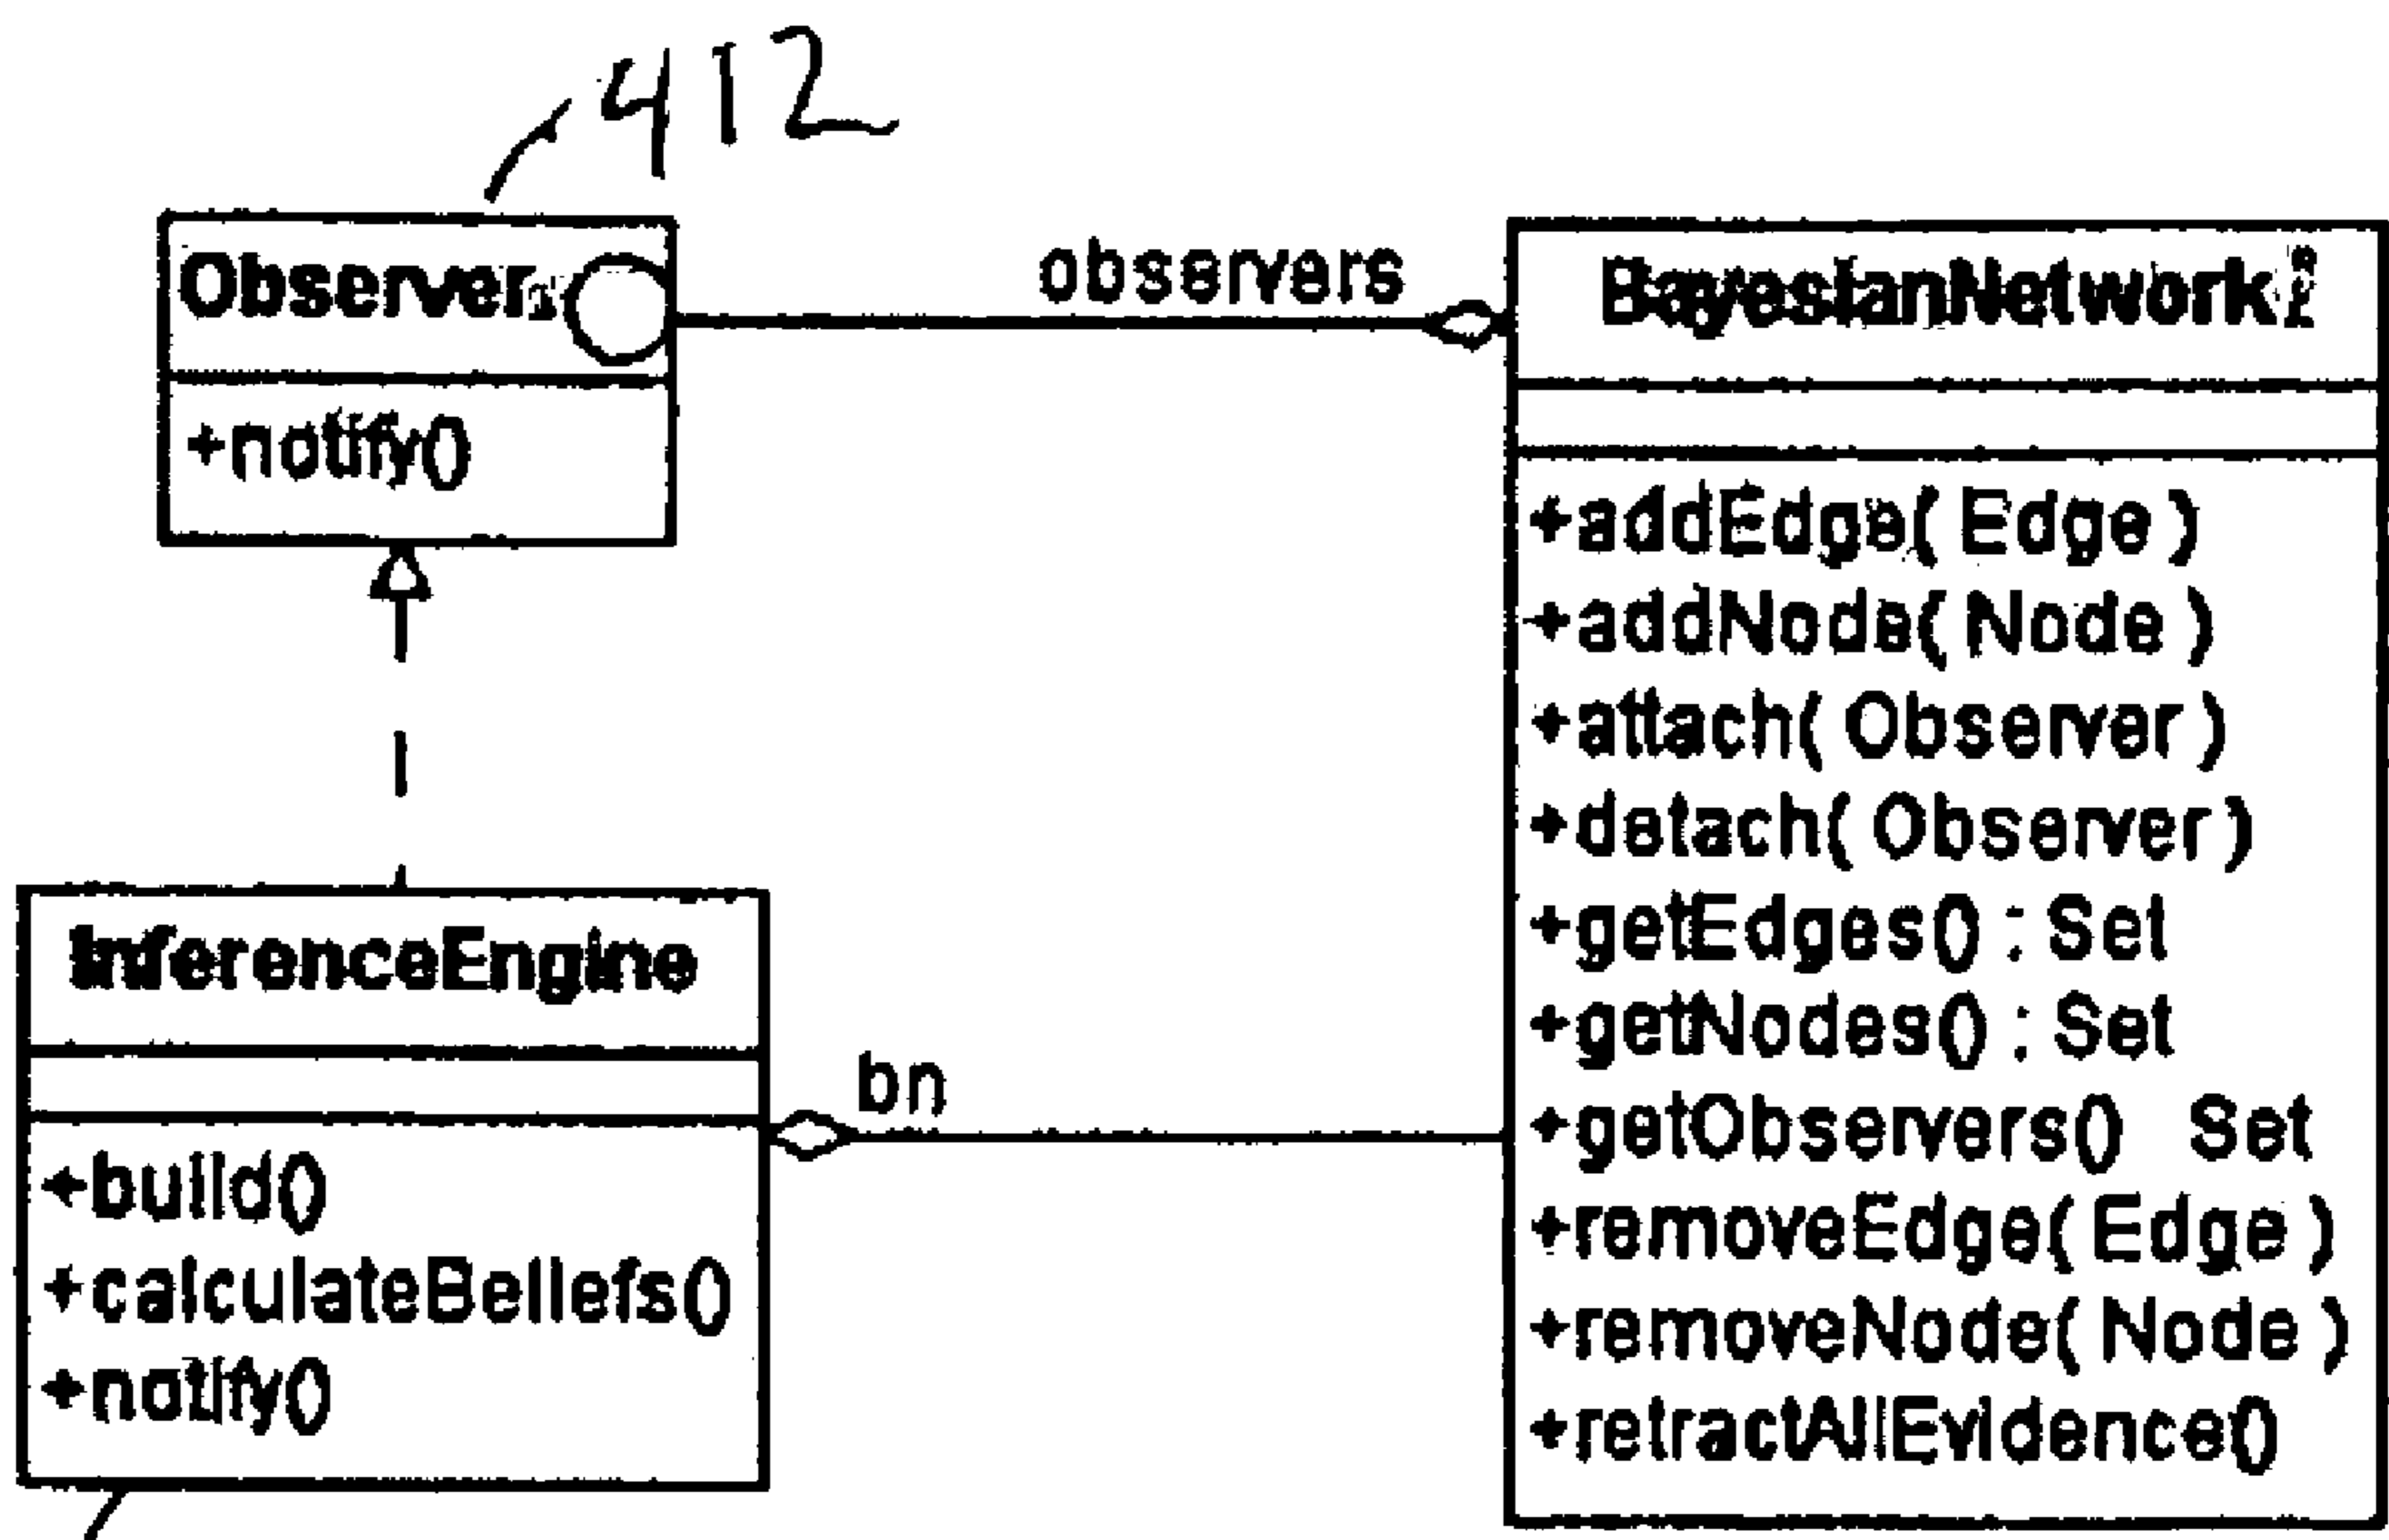 412
Observer
+notify()
observers
BayesianNetwork
+addEdge( Edge )
+addNode( Node )
+attach( Observer )
+detach( Observer )
+getEdges() : Set
+getNodes() : Set
+getObservers() Set
+removeEdge( Edge )
+removeNode( Node )
+retractAllEvidence()
InferenceEngine
+build()
+calculateBeliefs()
+notify()
bn